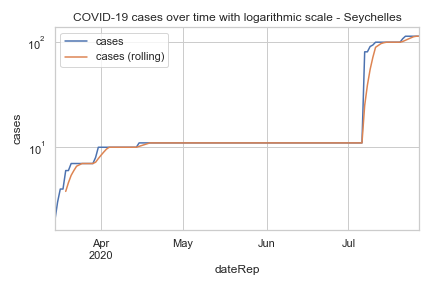 COVID-19 cases over time with logarithmic scale - Seychelles
cases
cases (rolling)
10²
10¹
cases
Apr
2020
May
Jun
Jul
dateRep